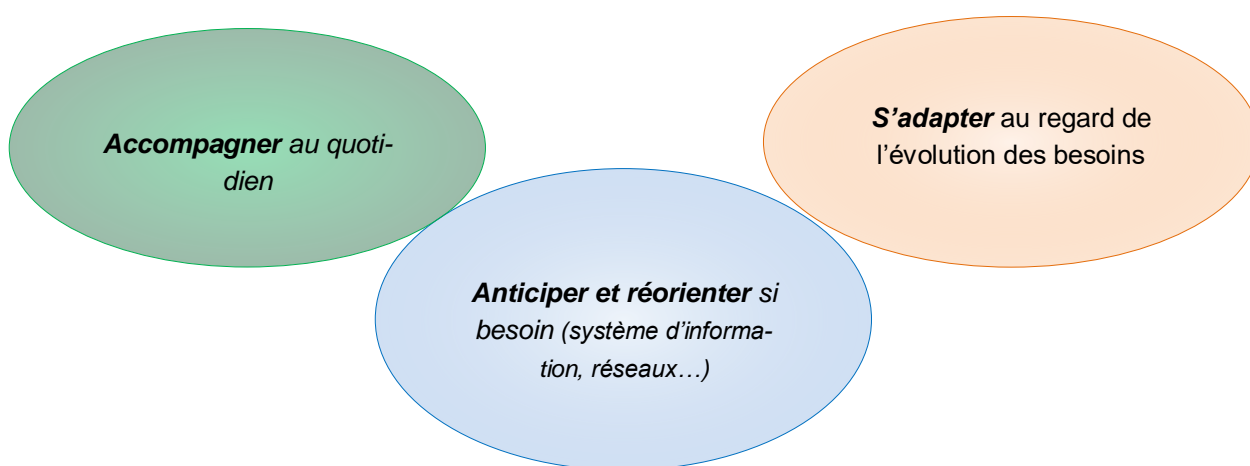 Accompagner au quoti-
dien
S’adapter au regard de
l’évolution des besoins
Anticiper et réorienter si
besoin (système d’informa-
tion, réseaux…)